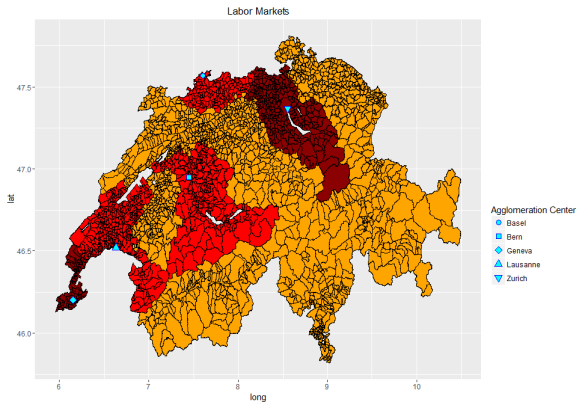 Labor Markets
47.5
47.0
46.5
46.0
lat
6
7
8
9
10
long
Agglomeration Center
Basel
Bern
Geneva
Lausanne
Zurich